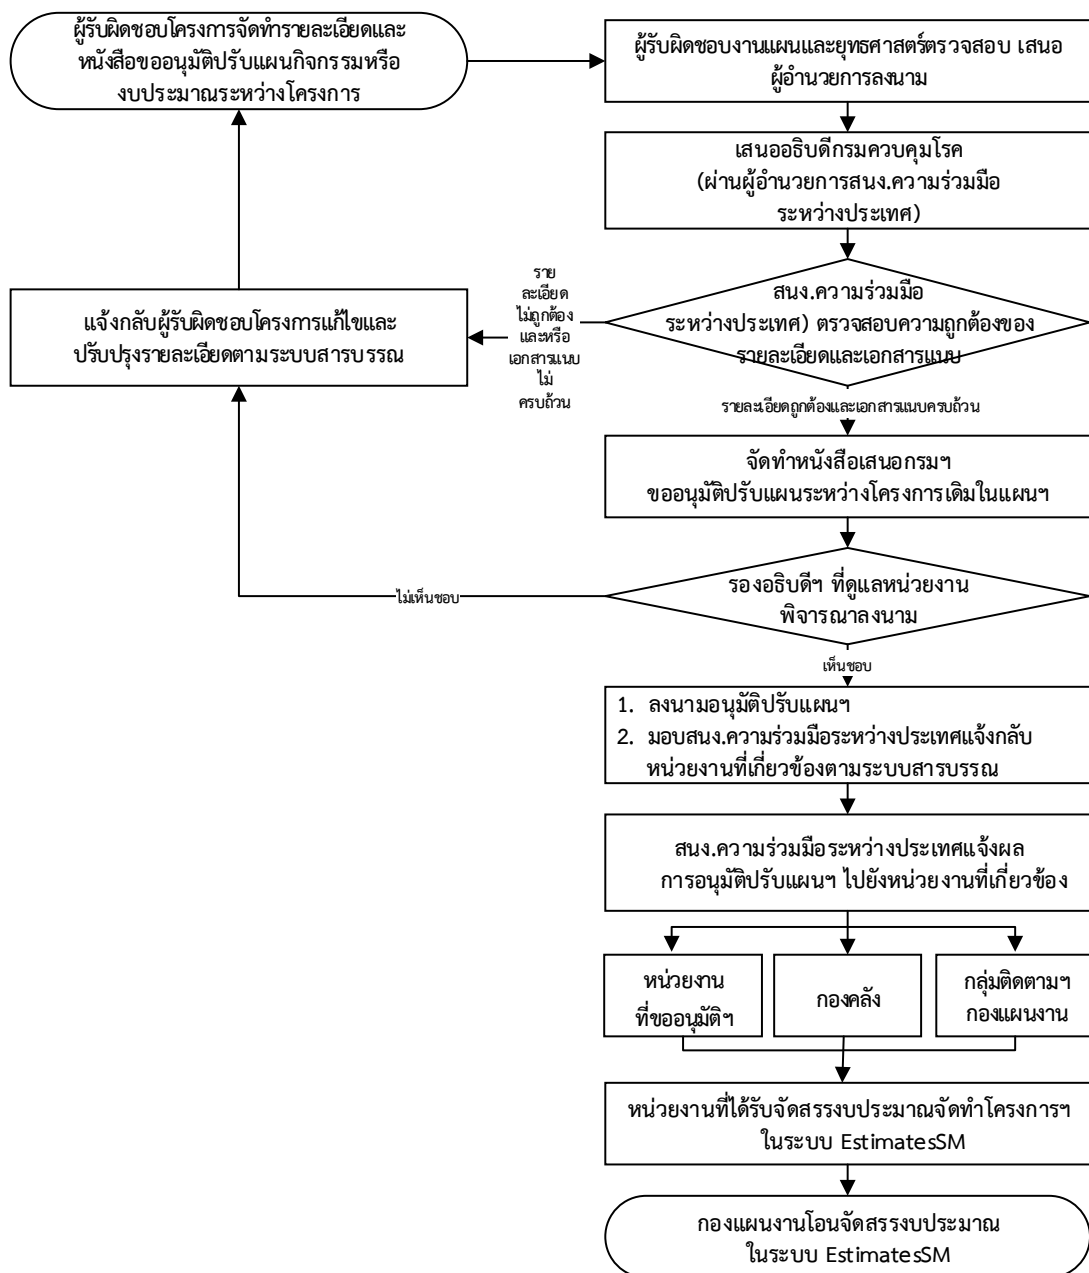 ผู้รับผิดชอบโครงการจัดทำรายละเอียดและ
หนังสือขออนุมัติปรับแผนกิจกรรมหรือ
งบประมาณระหว่างโครงการ
ผู้รับผิดชอบงานแผนและยุทธศาสตร์ตรวจสอบ เสนอ
ผู้อำนวยการลงนาม
เสนออธิบดีกรมควบคุมโรค
(ผ่านผู้อำนวยการสนง.ความร่วมมือ
ระหว่างประเทศ)
สนง.ความร่วมมือ
ระหว่างประเทศ) ตรวจสอบความถูกต้องของ
รายละเอียดและเอกสารแนบ
ราย
ละเอียด
ไม่ถูกต้อง
และหรือ
เอกสารแนบ
ไม่
ครบถ้วน
แจ้งกลับผู้รับผิดชอบโครงการแก้ไขและ
ปรับปรุงรายละเอียดตามระบบสารบรรณ
รายละเอียดถูกต้องและเอกสารแนบครบถ้วน
จัดทำหนังสือเสนอกรมฯ
ขออนุมัติปรับแผนระหว่างโครงการเดิมในแผนฯ
รองอธิบดีฯ ที่ดูแลหน่วยงาน
พิจารณาลงนาม
ไม่เห็นชอบ
เห็นชอบ
1. ลงนามอนุมัติปรับแผนฯ
2. มอบสนง.ความร่วมมือระหว่างประเทศแจ้งกลับ
หน่วยงานที่เกี่ยวข้องตามระบบสารบรรณ
สนง.ความร่วมมือระหว่างประเทศแจ้งผล
การอนุมัติปรับแผนฯ ไปยังหน่วยงานที่เกี่ยวข้อง
หน่วยงาน
ที่ขออนุมัติฯ
กองคลัง
กลุ่มติดตามฯ
กองแผนงาน
หน่วยงานที่ได้รับจัดสรรงบประมาณจัดทำโครงการฯ
ในระบบ EstimatesSM
กองแผนงานโอนจัดสรรงบประมาณ
ในระบบ EstimatesSM